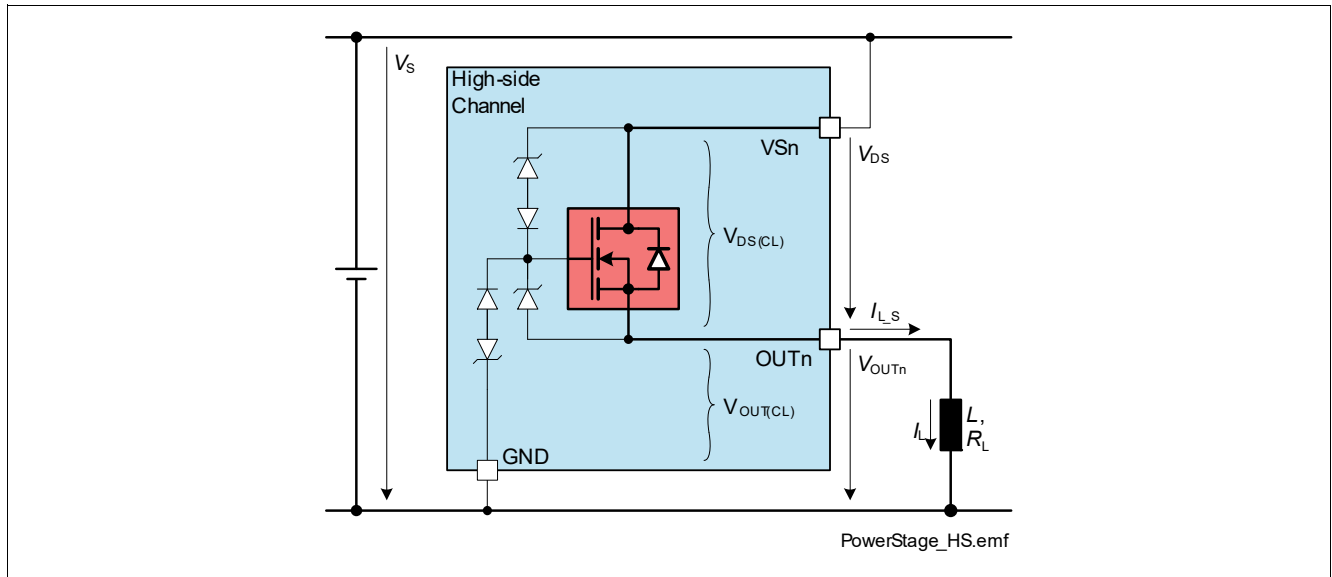 VS
High-side
Channel
VSn
VDS
VDS(CL)
IL_S
OUTn
VOUTn
VOUT(CL)
IL
L,
RL
GND
PowerStage_HS.emf